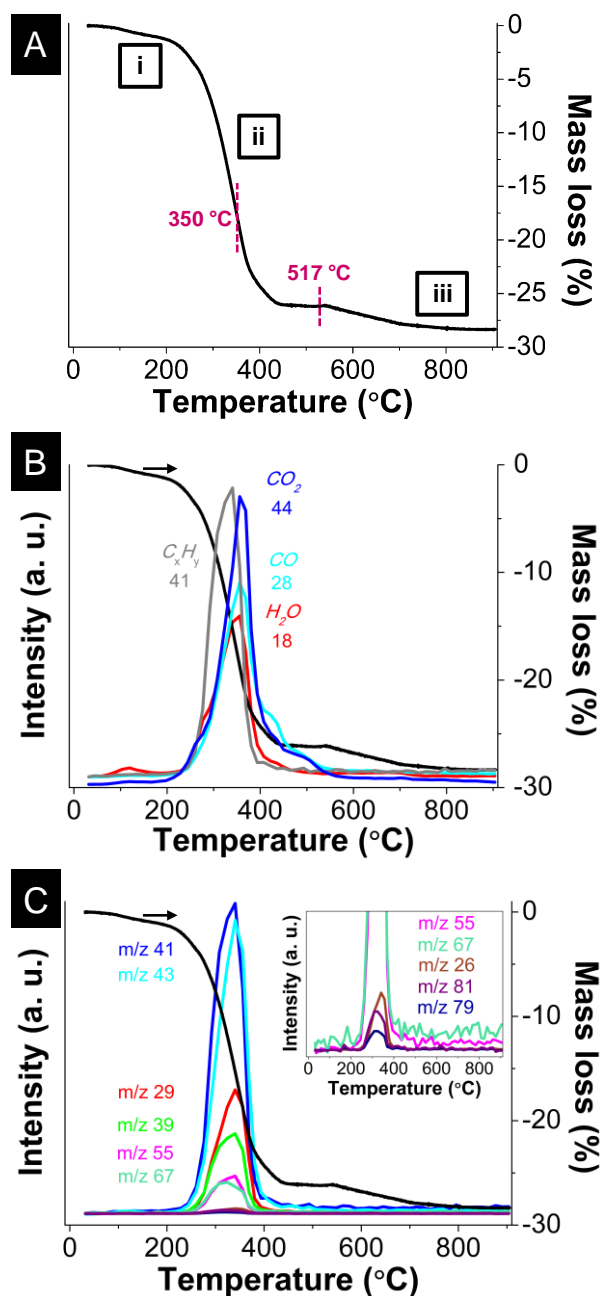 A
i
ii
iii
350 °C
517 °C
0
-5
-10
-15
-20
-25
-30
Mass loss (%)
0 200 400 600 800
Temperature (°C)
B
CO2
44
CxHy
41
CO
28
H2O
18
Intensity (a. u.)
0
-10
-20
-30
Mass loss (%)
0 200 400 600 800
Temperature (°C)
C
m/z 41
m/z 43
m/z 29
m/z 39
m/z 55
m/z 67
Intensity (a. u.)
m/z 55
m/z 67
m/z 26
m/z 81
m/z 79
Intensity (a. u.)
0 200 400 600 800
Temperature (°C)
0
-10
-20
-30
Mass loss (%)
0 200 400 600 800
Temperature (°C)